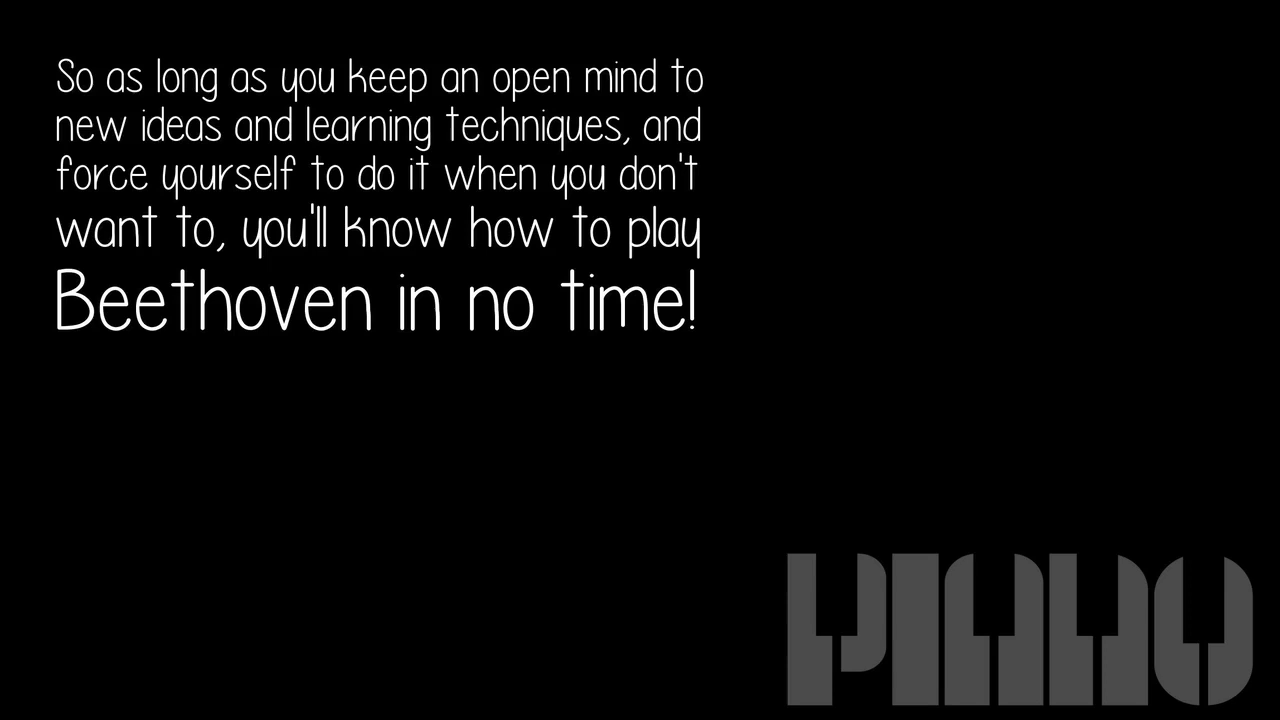 So as long as you keep an open mind to
new ideas and learning techniques, and
force yourself to do it when you don't
want to, you'll know how to play
Beethoven in no time!
PIANO